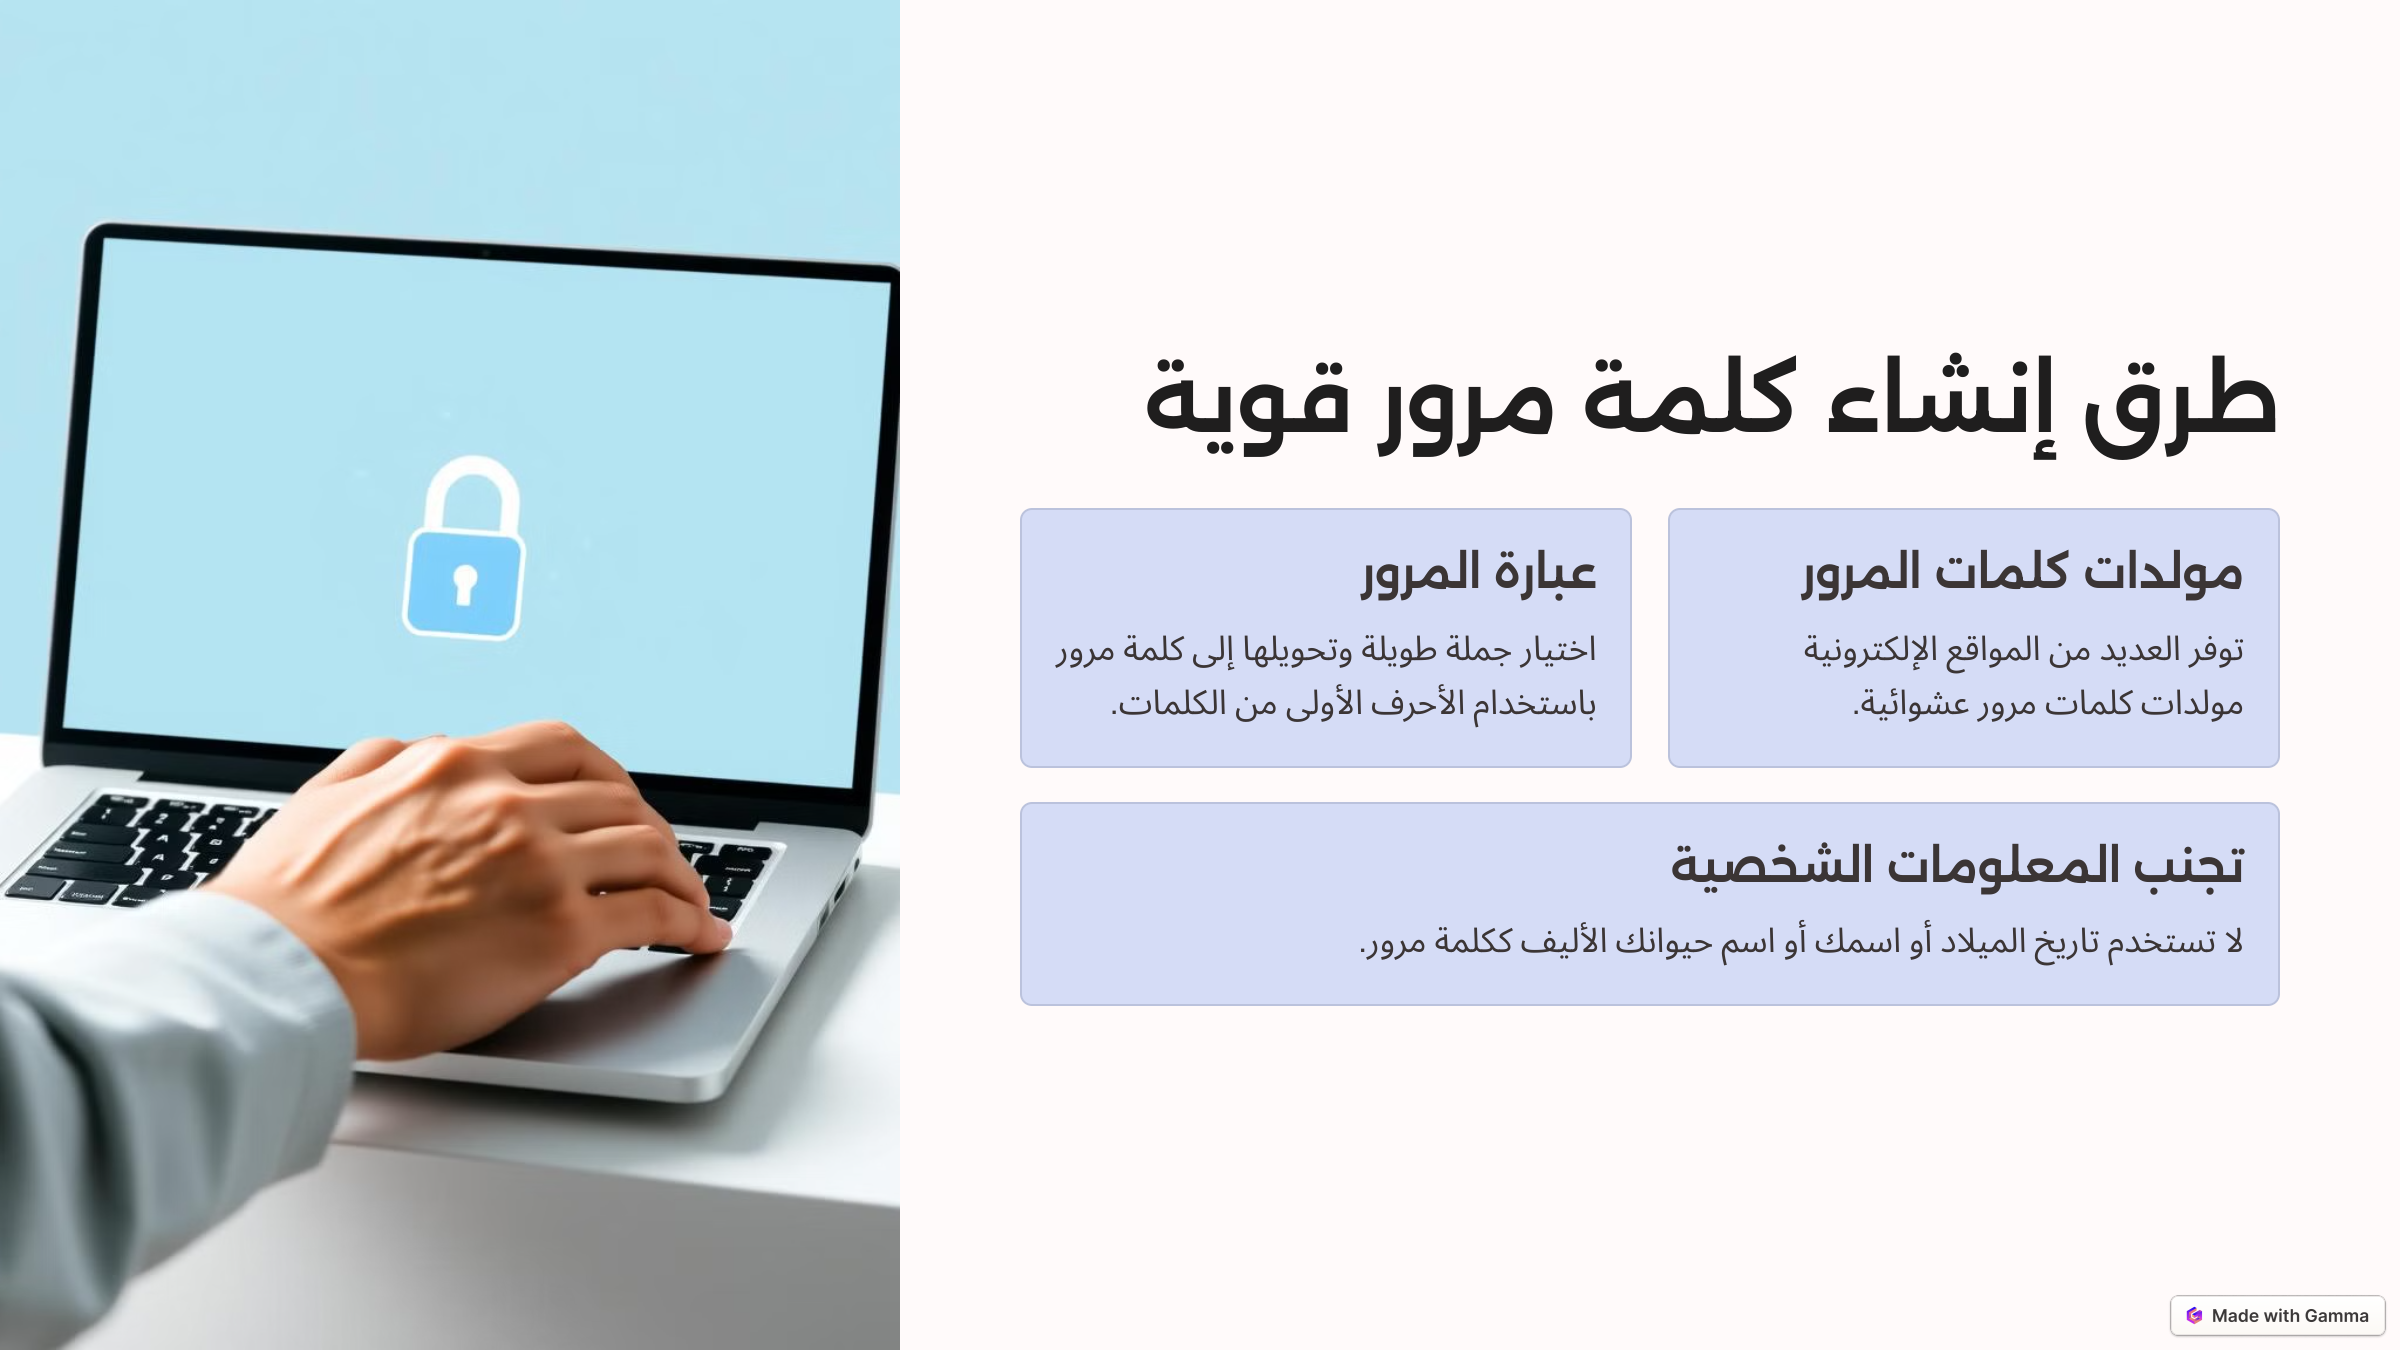 طرق إنشاء كلمة مرور قوية
مولدات كلمات المرور
توفر العديد من المواقع الإلكترونية
مولدات كلمات مرور عشوائية.
عبارة المرور
اختيار جملة طويلة وتحويلها إلى كلمة مرور
باستخدام الأحرف الأولى من الكلمات.
تجنب المعلومات الشخصية
لا تستخدم تاريخ الميلاد أو اسمك أو اسم حيوانك الأليف ككلمة مرور.
Made with Gamma